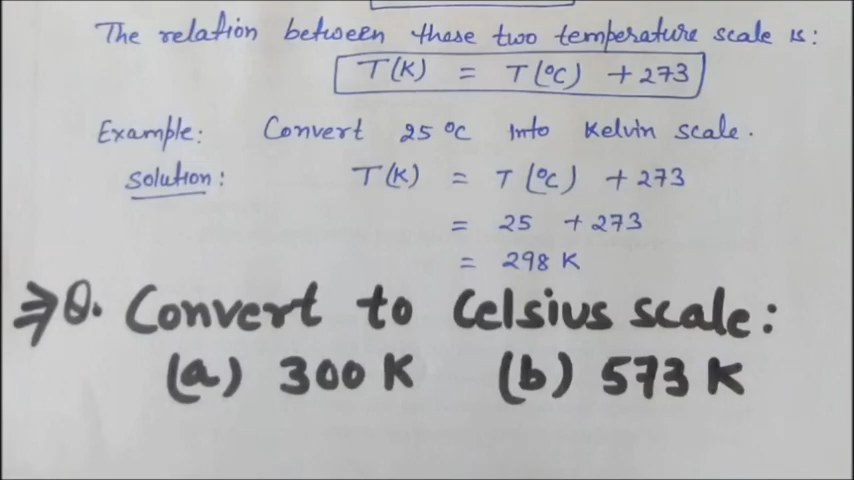 The relation between these two temperature scale is:
T(K) = T(°C) + 273
Example: Convert 25 °C into Kelvin scale.
Solution: T(K) = T(°C) + 273
= 25 + 273
= 298 K
⇒ Q. Convert to Celsius scale:
(a) 300 K (b) 573 K